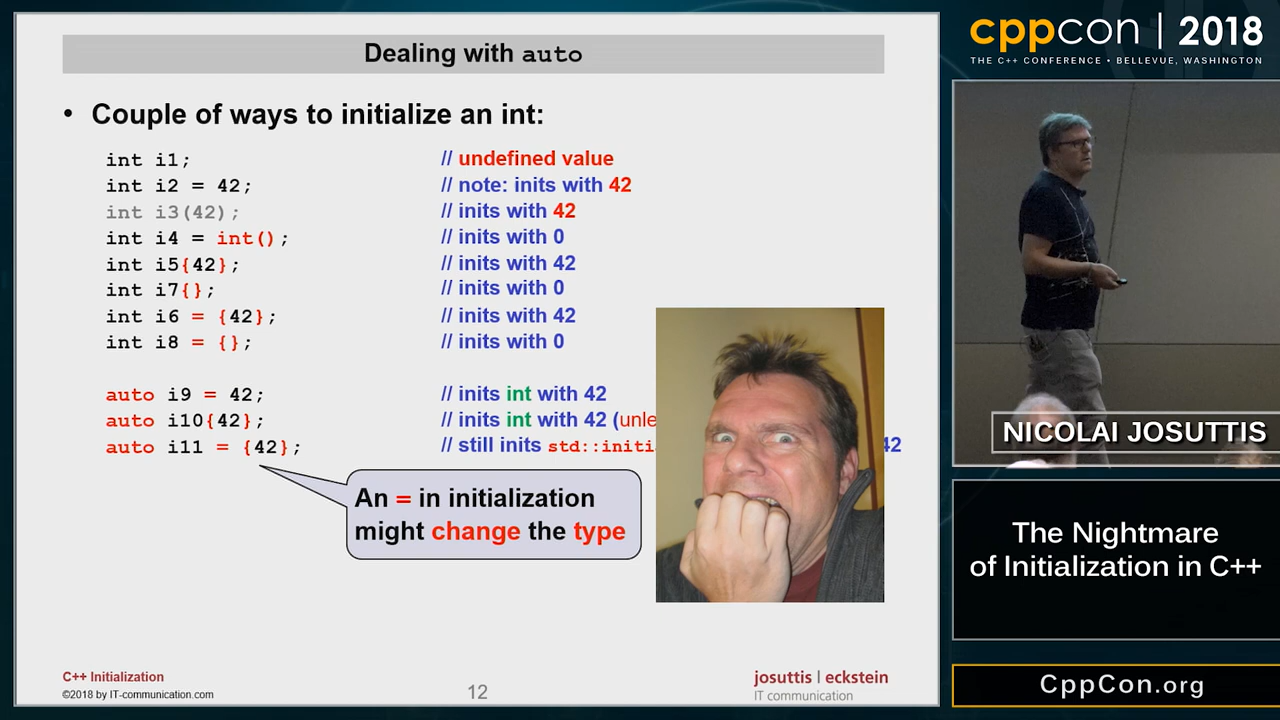 Dealing with auto
• Couple of ways to initialize an int:
int i1; // undefined value
int i2 = 42; // note: inits with 42
int i3(42); // inits with 42
int i4 = int(); // inits with 0
int i5{42}; // inits with 42
int i7{}; // inits with 0
int i6 = {42}; // inits with 42
int i8 = {}; // inits with 0
auto i9 = 42; // inits int with 42
auto i10{42}; // inits int with 42 (unle
auto i11 = {42}; // still inits std::initi 42
An = in initialization
might change the type
C++ Initialization
©2018 by IT-communication.com
12
josuttis | eckstein
IT communication
cppcon | 2018
THE C++ CONFERENCE • BELLEVUE, WASHINGTON
NICOLAI JOSUTTIS
The Nightmare
of Initialization in C++
CppCon.org